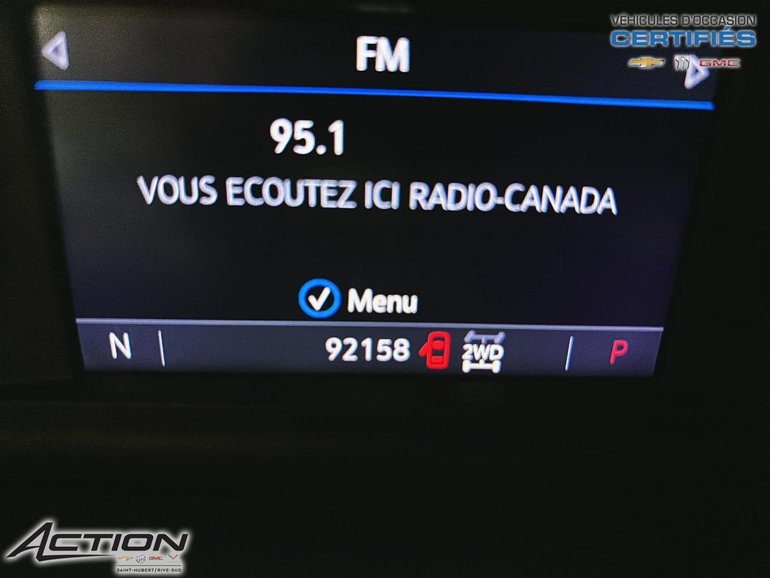 VÉHICULES D'OCCASION
CERTIFIÉS
GMC
FM
95.1
VOUS ECOUTEZ ICI RADIO-CANADA
Menu
N 92158 2WD P
ACTION
GMC
SAINT-HUBERT/RIVE-SUD